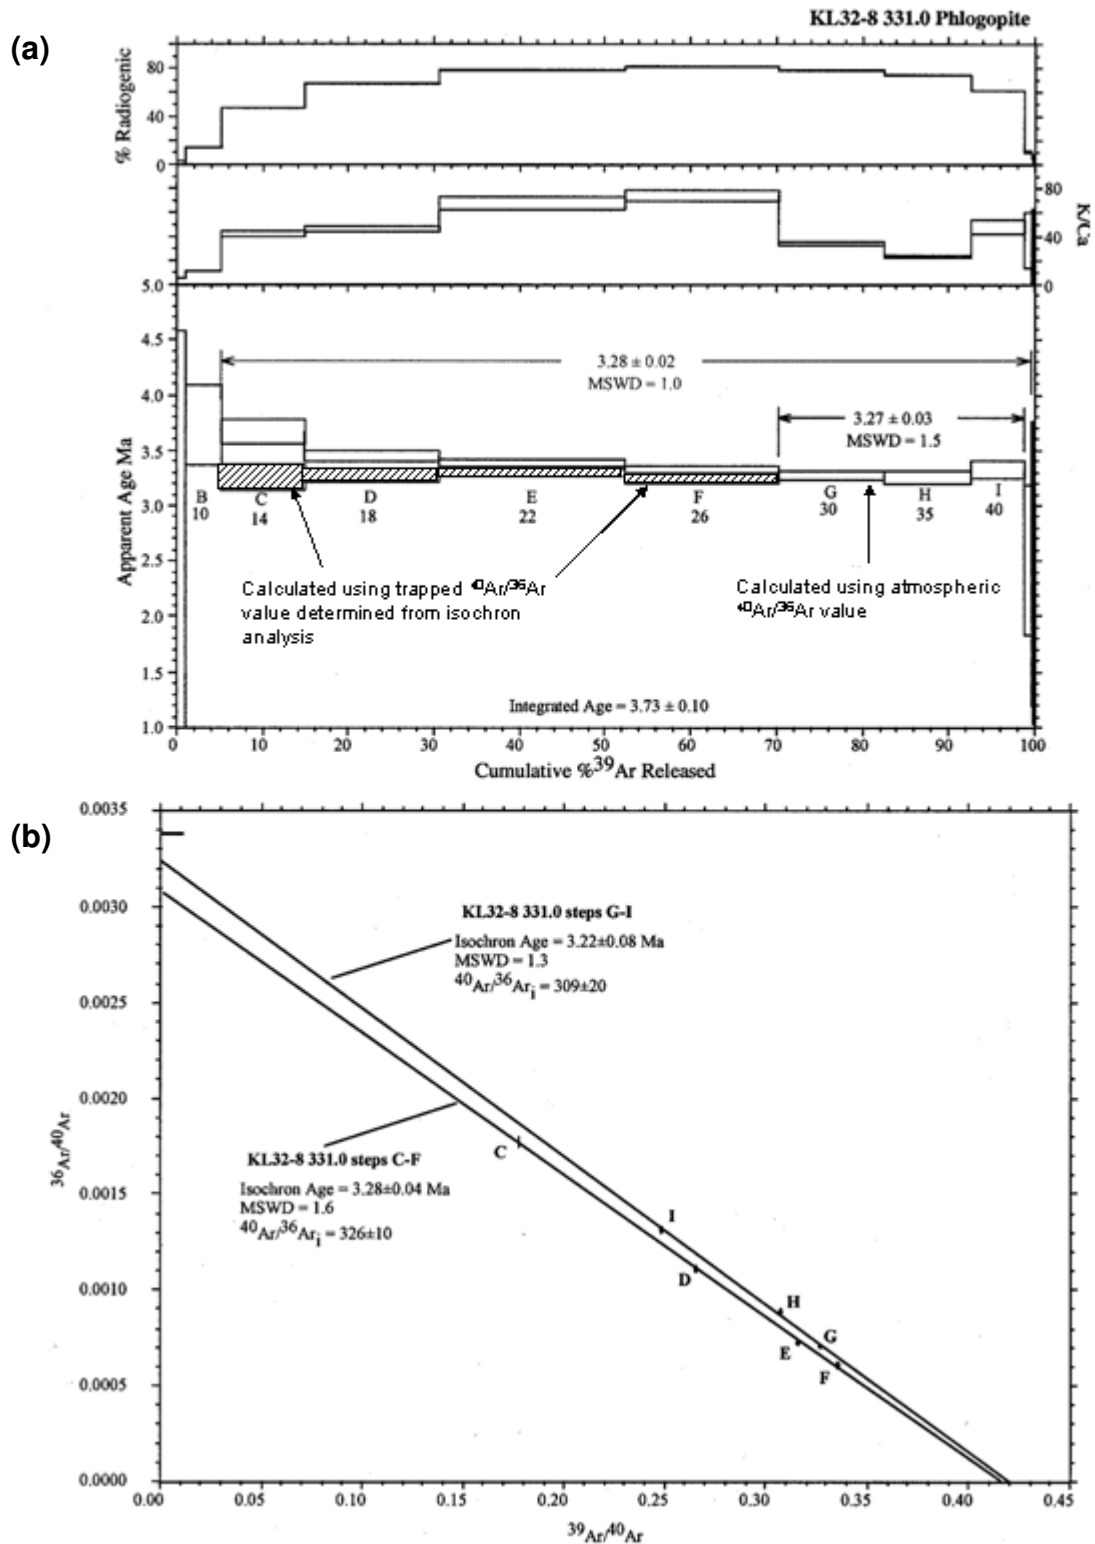 KL32-8 331.0 Phlogopite
(a)
% Radiogenic
80
40
0
K/Ca
80
40
0
Apparent Age Ma
5.0
4.5
4.0
3.5
3.0
2.5
2.0
1.5
1.0
3.28 ± 0.02
MSWD = 1.0
3.27 ± 0.03
MSWD = 1.5
B C D E F G H I
10 14 18 22 26 30 35 40
Calculated using trapped ⁴⁰Ar/³⁶Ar
value determined from isochron
analysis
Calculated using atmospheric
⁴⁰Ar/³⁶Ar value
Integrated Age = 3.73 ± 0.10
0 10 20 30 40 50 60 70 80 90 100
Cumulative %³⁹Ar Released
(b)
³⁶Ar/⁴⁰Ar
0.0035
0.0030
0.0025
0.0020
0.0015
0.0010
0.0005
0.0000
KL32-8 331.0 steps G-I
Isochron Age = 3.22±0.08 Ma
MSWD = 1.3
⁴⁰Ar/³⁶Arᵢ = 309±20
KL32-8 331.0 steps C-F
Isochron Age = 3.28±0.04 Ma
MSWD = 1.6
⁴⁰Ar/³⁶Arᵢ = 326±10
C
I
D
H
G
E
F
0.00 0.05 0.10 0.15 0.20 0.25 0.30 0.35 0.40 0.45
³⁹Ar/⁴⁰Ar